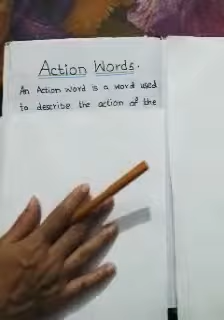 Action Words.
An Action word is a word used
to describe the action of the